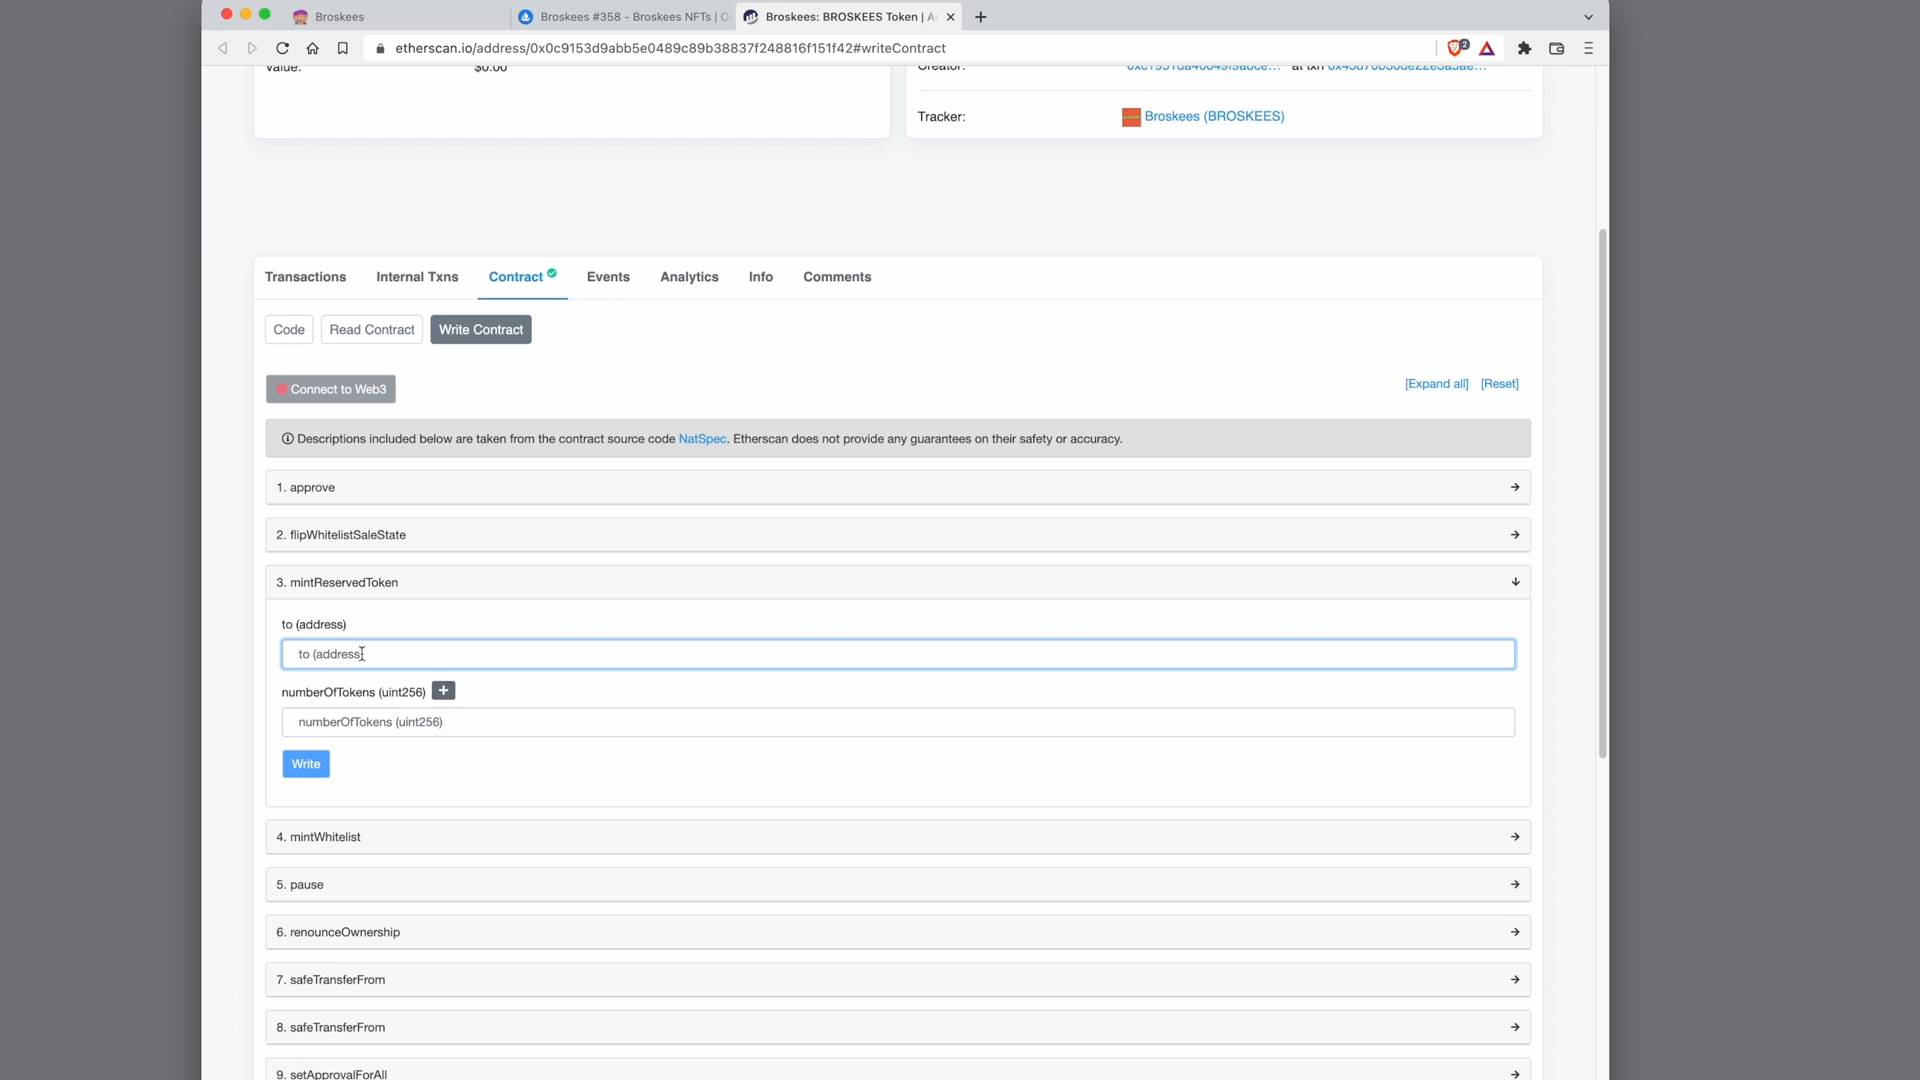 Broskees
Broskees #358 - Broskees NFTs | O
Broskees: BROSKEES Token | A
etherscan.io/address/0x0c9153d9abb5e0489c89b38837f248816f151f42#writeContract
2
Value: $0.00
Creator: at txn
Tracker: Broskees (BROSKEES)
Transactions Internal Txns Contract Events Analytics Info Comments
Code Read Contract Write Contract
Connect to Web3 [Expand all] [Reset]
Descriptions included below are taken from the contract source code NatSpec. Etherscan does not provide any guarantees on their safety or accuracy.
1. approve
2. flipWhitelistSaleState
3. mintReservedToken
to (address)
to (address)
numberOfTokens (uint256) +
numberOfTokens (uint256)
Write
4. mintWhitelist
5. pause
6. renounceOwnership
7. safeTransferFrom
8. safeTransferFrom
9. setApprovalForAll